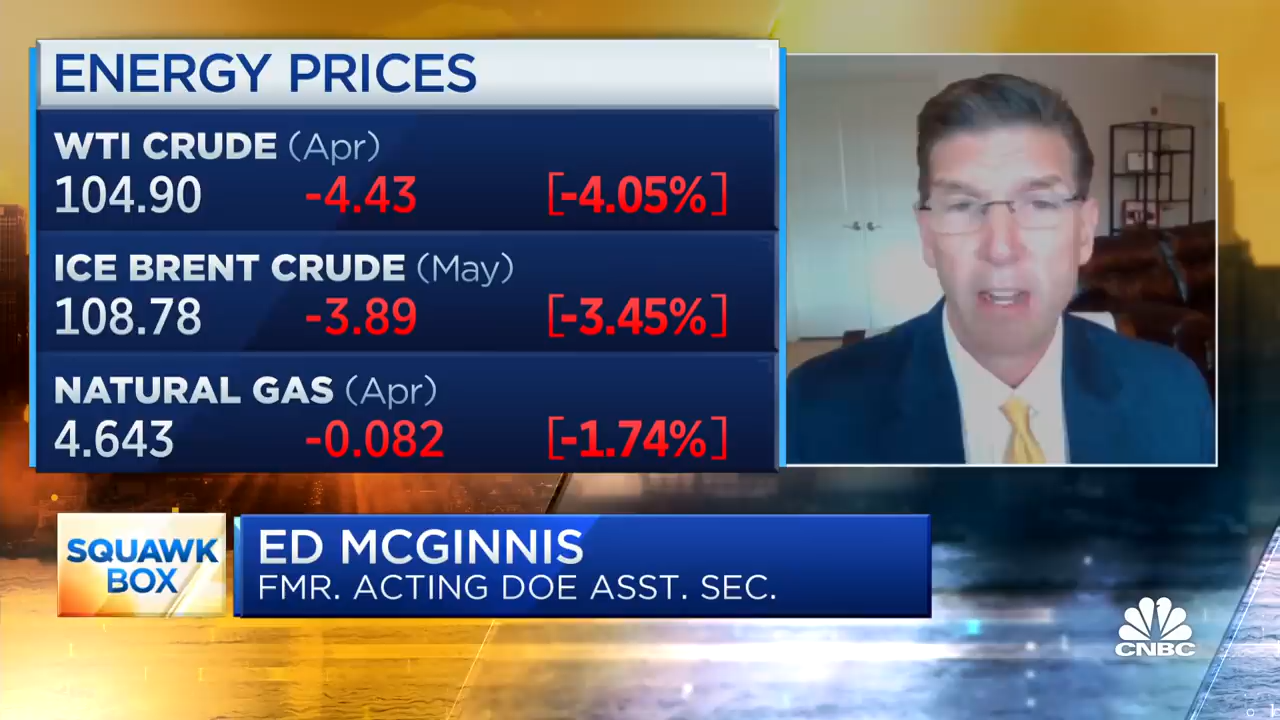 ENERGY PRICES
WTI CRUDE (Apr)
104.90 -4.43 [-4.05%]
ICE BRENT CRUDE (May)
108.78 -3.89 [-3.45%]
NATURAL GAS (Apr)
4.643 -0.082 [-1.74%]
SQUAWK
BOX
ED MCGINNIS
FMR. ACTING DOE ASST. SEC.
CNBC